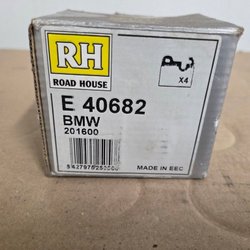 RH
ROAD HOUSE
X4
E 40682
BMW
201600
MADE IN EEC